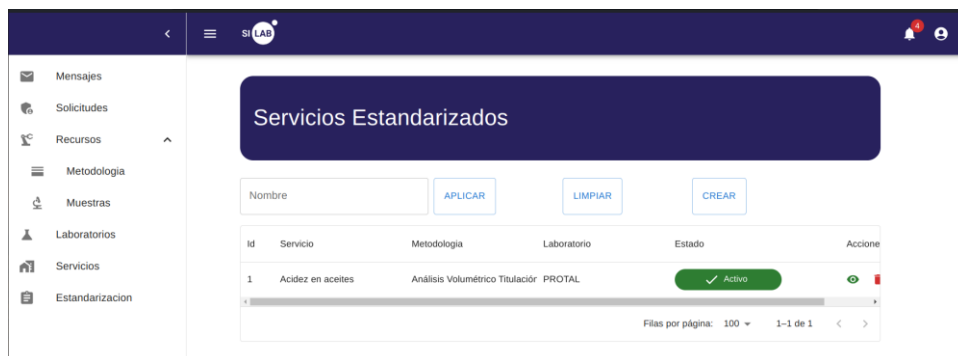 SI LAB
4
Mensajes
Solicitudes
Recursos
Metodologia
Muestras
Laboratorios
Servicios
Estandarizacion
Servicios Estandarizados
Nombre
APLICAR
LIMPIAR
CREAR
Id Servicio Metodologia Laboratorio Estado Accione
1 Acidez en aceites Análisis Volumétrico Titulación PROTAL Activo
Filas por página: 100 1–1 de 1